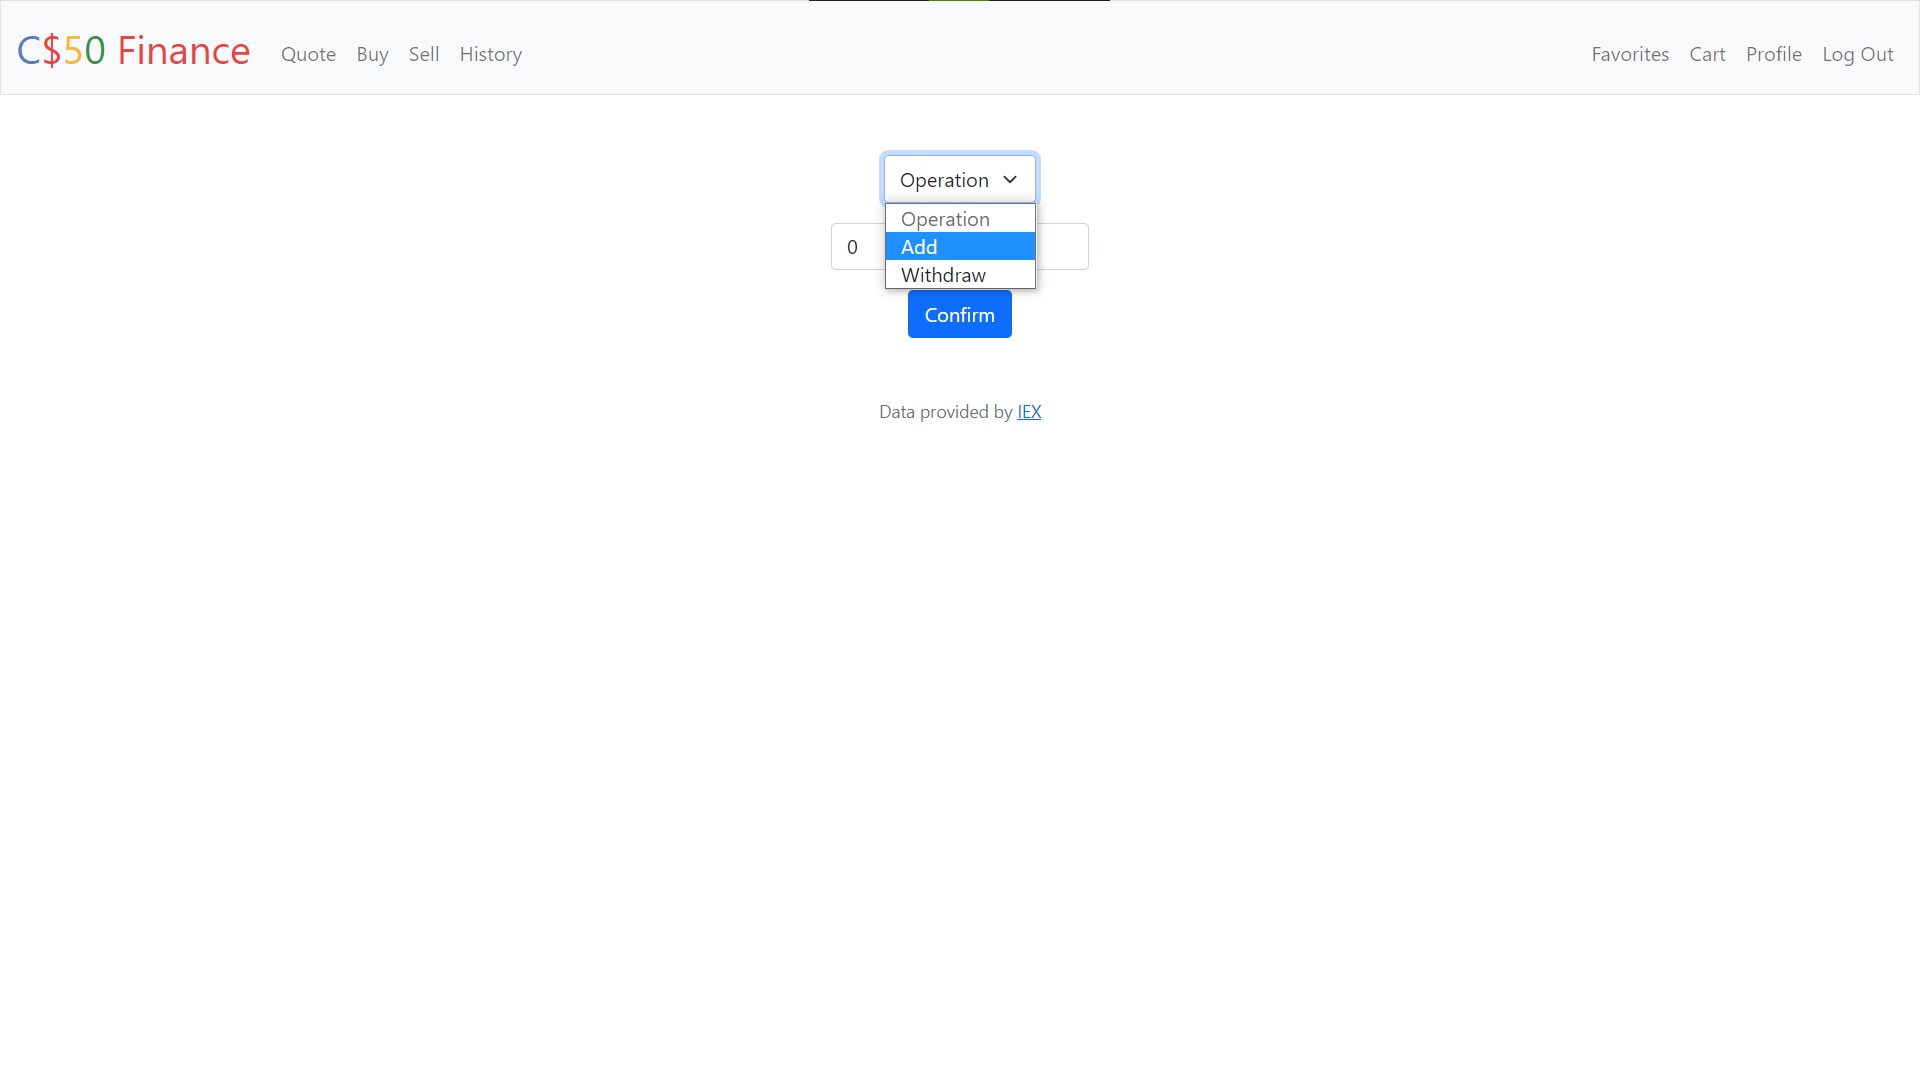 C$50 Finance Quote Buy Sell History Favorites Cart Profile Log Out
Operation
Operation
0 Add
Withdraw
Confirm
Data provided by IEX